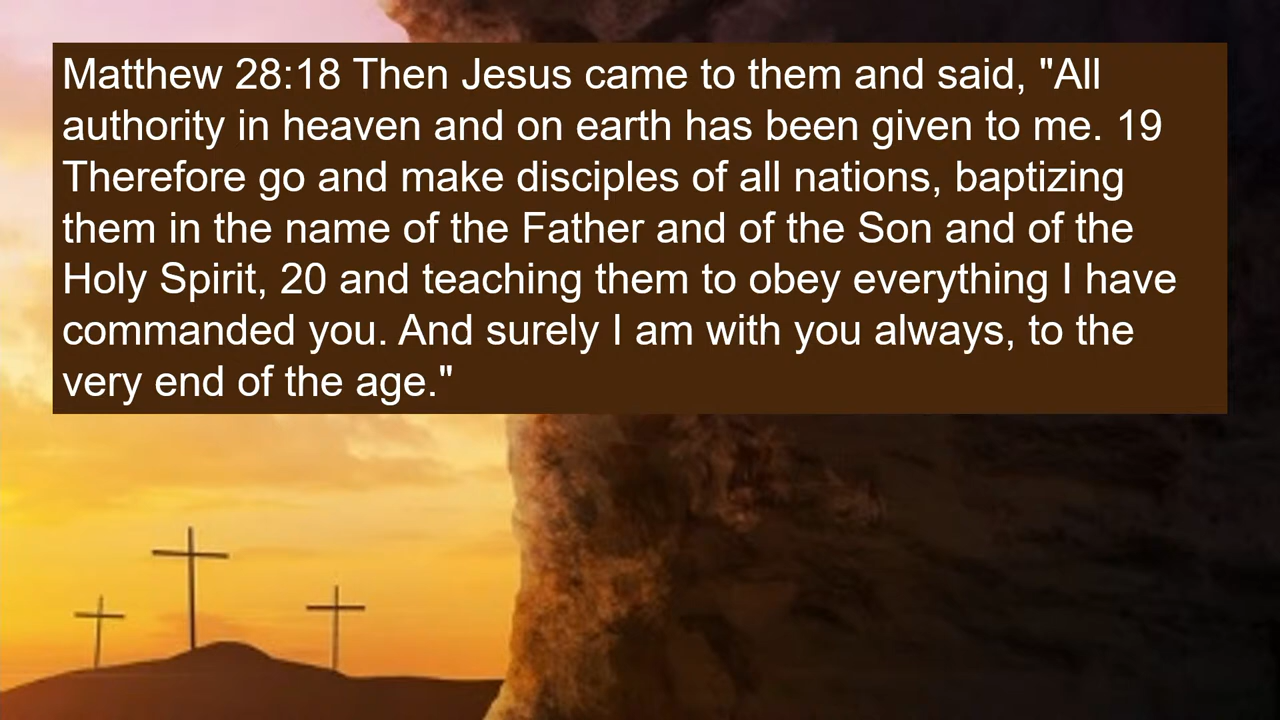 Matthew 28:18 Then Jesus came to them and said, "All
authority in heaven and on earth has been given to me. 19
Therefore go and make disciples of all nations, baptizing
them in the name of the Father and of the Son and of the
Holy Spirit, 20 and teaching them to obey everything I have
commanded you. And surely I am with you always, to the
very end of the age."